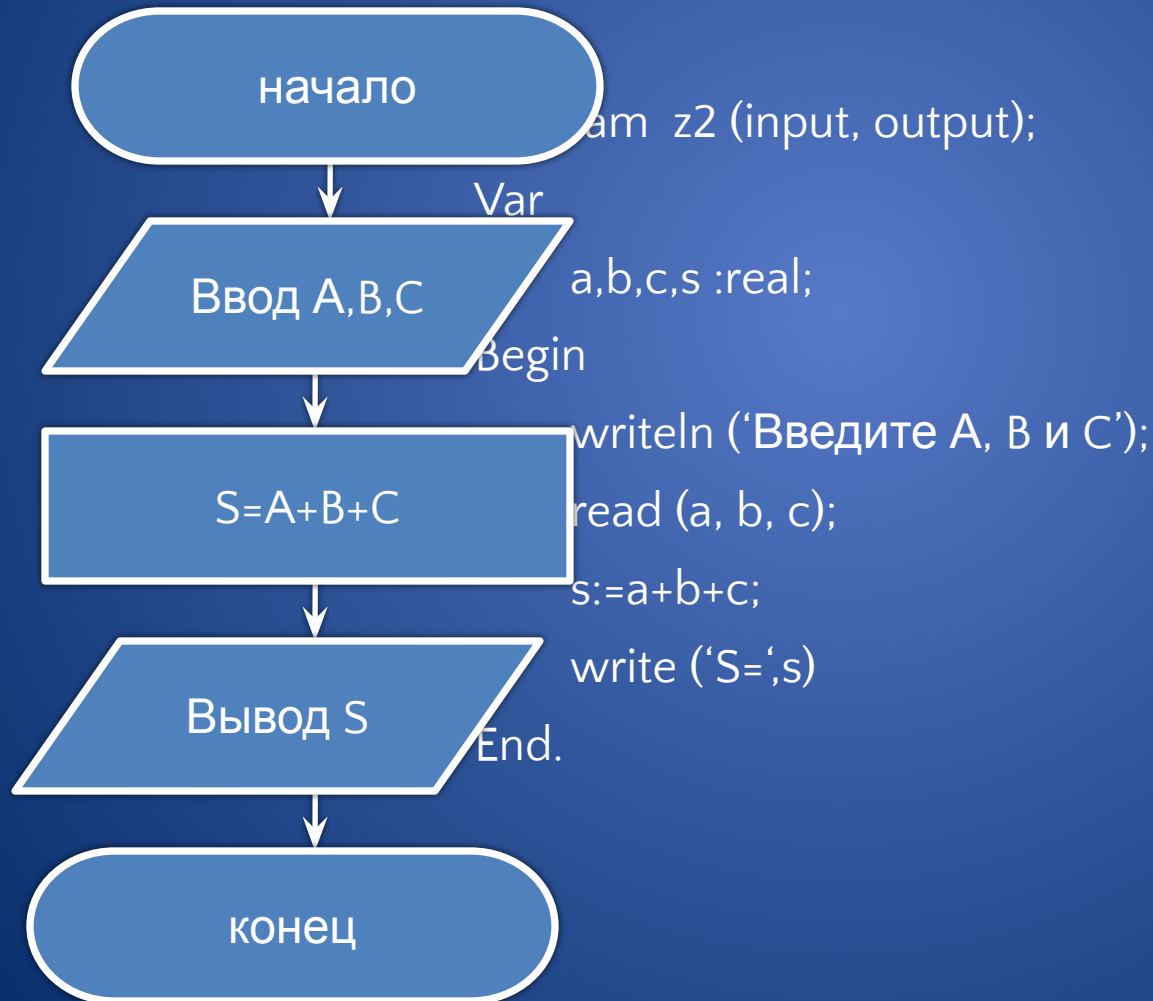 начало
Ввод A,B,C
S=A+B+C
Вывод S
конец
am z2 (input, output);
Var
a,b,c,s :real;
Begin
writeln (‘Введите A, B и C’);
read (a, b, c);
s:=a+b+c;
write (‘S=‘,s)
End.